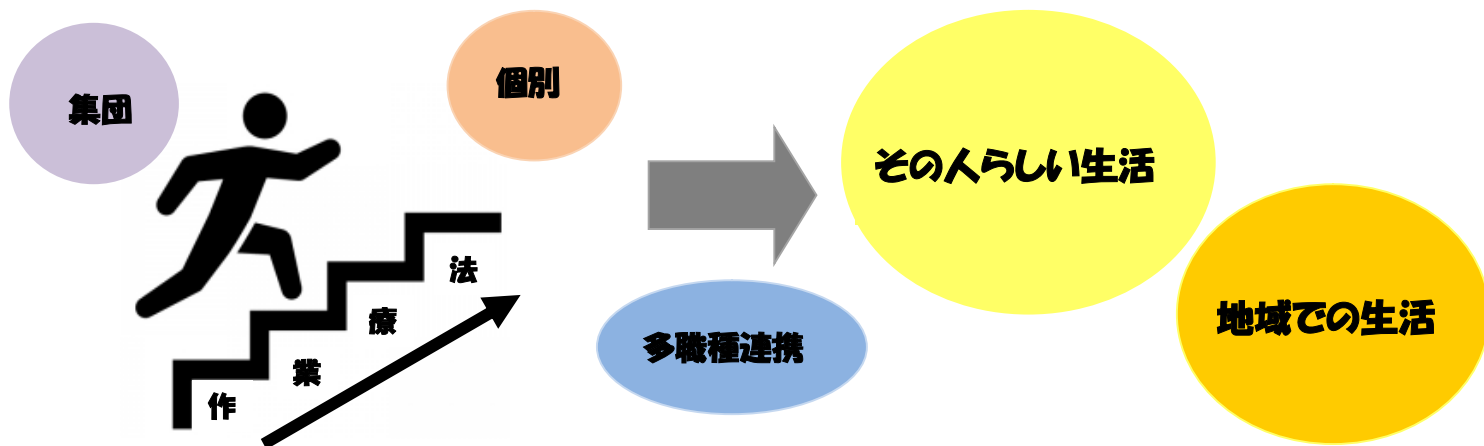 集団
個別
作業療法
多職種連携
その人らしい生活
地域での生活